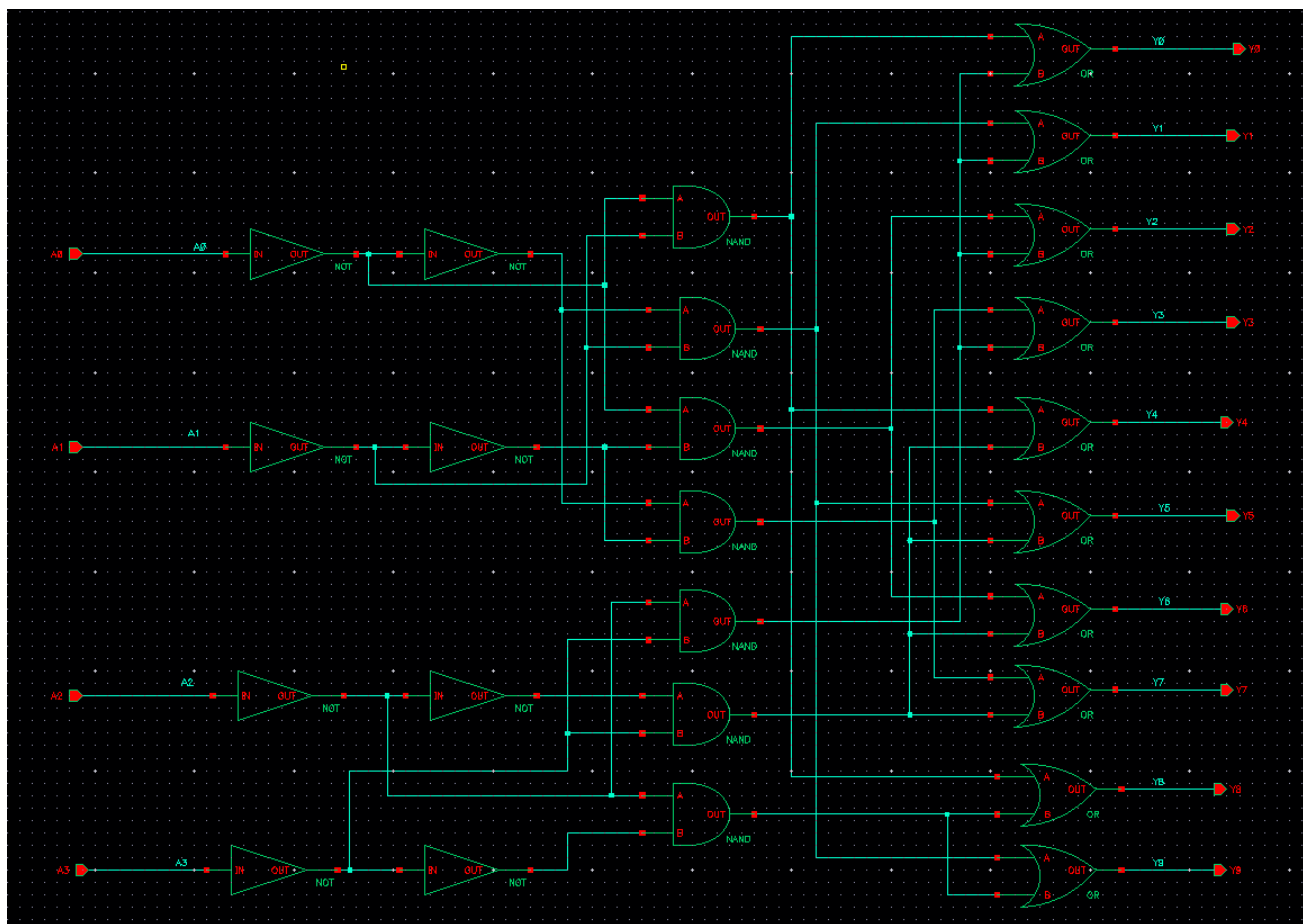 A OUT Y0 Y0
B OR
A OUT Y1 Y1
B OR
A OUT NAND
B
A OUT Y2 Y2
B OR
A0 A0 IN OUT NOT IN OUT NOT
A OUT NAND
B
A OUT Y3 Y3
B OR
A OUT NAND
B
A OUT Y4 Y4
B OR
A1 A1 IN OUT NOT IN OUT NOT
A OUT NAND
B
A OUT Y5 Y5
B OR
A OUT NAND
B
A OUT Y6 Y6
B OR
A2 A2 IN OUT NOT IN OUT NOT
A OUT NAND
B
A OUT Y7 Y7
B OR
A OUT NAND
B
A OUT Y8 Y8
B OR
A3 A3 IN OUT NOT IN OUT NOT
A OUT Y9 Y9
B OR